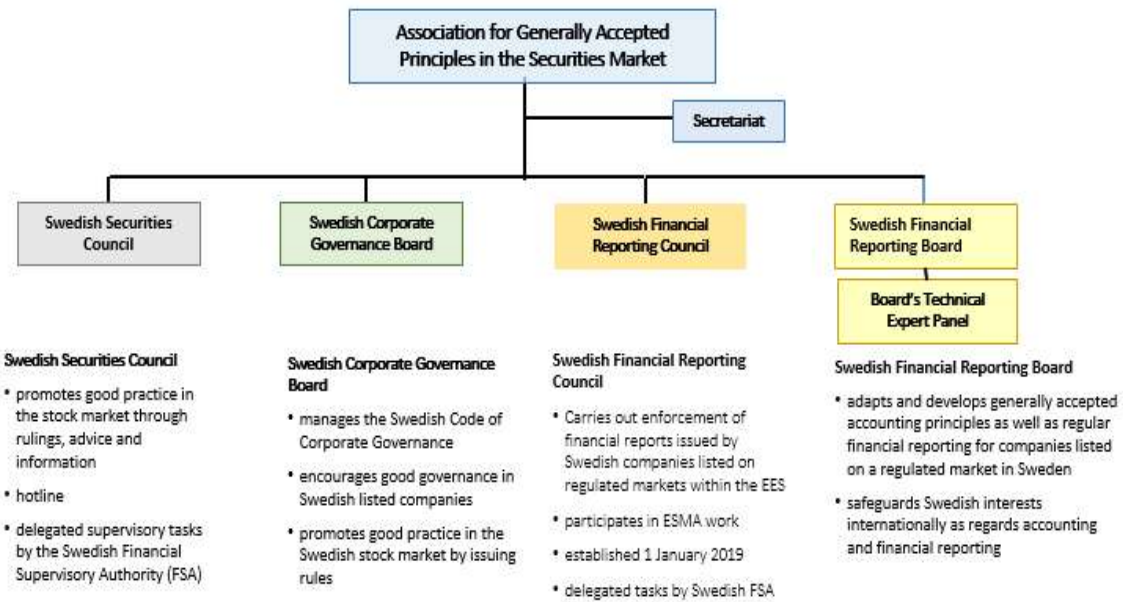 Association for Generally Accepted
Principles in the Securities Market
Secretariat
Swedish Securities
Council
Swedish Corporate
Governance Board
Swedish Financial
Reporting Council
Swedish Financial
Reporting Board
Board's Technical
Expert Panel
Swedish Securities Council
• promotes good practice in
the stock market through
rulings, advice and
information
• hotline
• delegated supervisory tasks
by the Swedish Financial
Supervisory Authority (FSA)
Swedish Corporate Governance
Board
• manages the Swedish Code of
Corporate Governance
• encourages good governance in
Swedish listed companies
• promotes good practice in the
Swedish stock market by issuing
rules
Swedish Financial Reporting
Council
• Carries out enforcement of
financial reports issued by
Swedish companies listed on
regulated markets within the EES
• participates in ESMA work
• established 1 January 2019
• delegated tasks by Swedish FSA
Swedish Financial Reporting Board
• adapts and develops generally accepted
accounting principles as well as regular
financial reporting for companies listed
on a regulated market in Sweden
• safeguards Swedish interests
internationally as regards accounting
and financial reporting